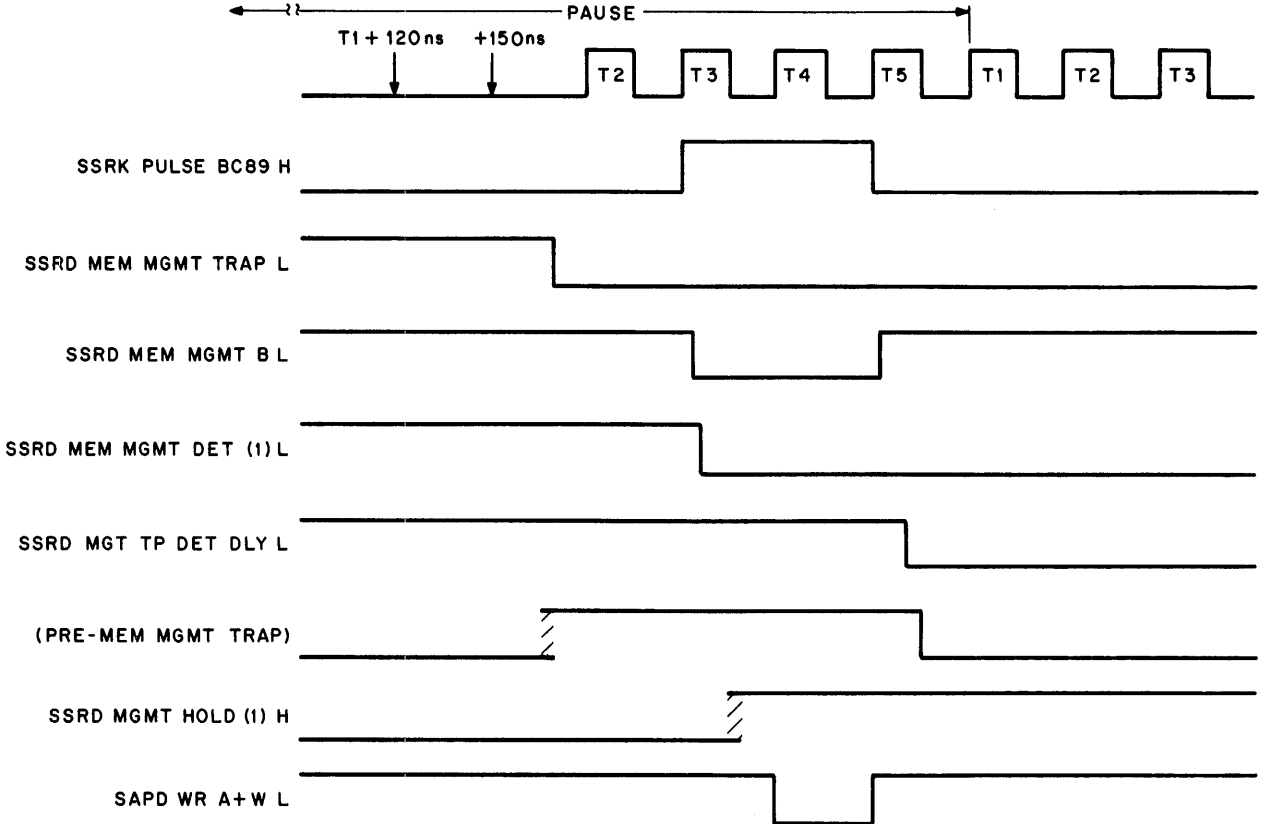 PAUSE
T1 + 120ns +150ns
T2 T3 T4 T5 T1 T2 T3
SSRK PULSE BC89 H
SSRD MEM MGMT TRAP L
SSRD MEM MGMT B L
SSRD MEM MGMT DET (1) L
SSRD MGT TP DET DLY L
(PRE-MEM MGMT TRAP)
SSRD MGMT HOLD (1) H
SAPD WR A+W L